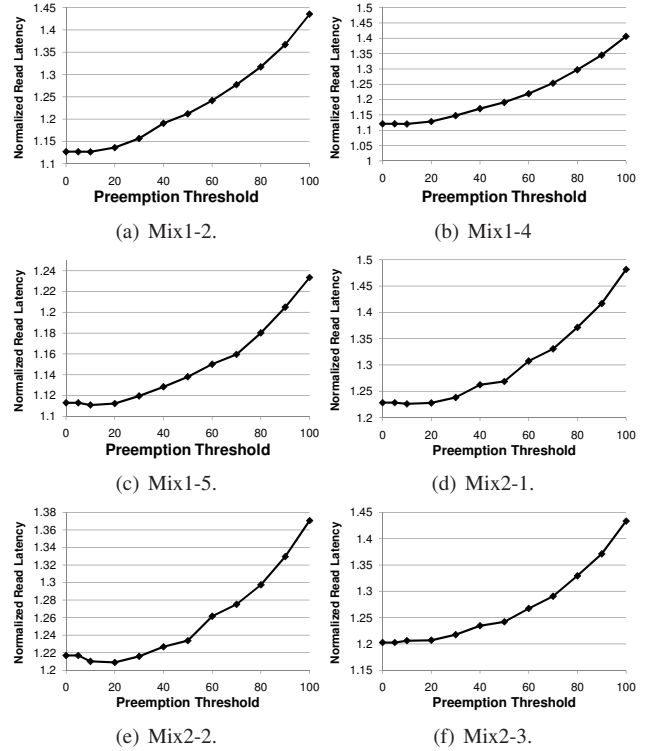 Normalized Read Latency
1.45
1.4
1.35
1.3
1.25
1.2
1.15
1.1
0 20 40 60 80 100
Preemption Threshold
(a) Mix1-2.
Normalized Read Latency
1.5
1.45
1.4
1.35
1.3
1.25
1.2
1.15
1.1
1.05
1
0 20 40 60 80 100
Preemption Threshold
(b) Mix1-4
Normalized Read Latency
1.24
1.22
1.2
1.18
1.16
1.14
1.12
1.1
0 20 40 60 80 100
Preemption Threshold
(c) Mix1-5.
Normalized Read Latency
1.5
1.45
1.4
1.35
1.3
1.25
1.2
0 20 40 60 80 100
Preemption Threshold
(d) Mix2-1.
Normalized Read Latency
1.38
1.36
1.34
1.32
1.3
1.28
1.26
1.24
1.22
1.2
0 20 40 60 80 100
Preemption Threshold
(e) Mix2-2.
Normalized Read Latency
1.45
1.4
1.35
1.3
1.25
1.2
1.15
0 20 40 60 80 100
Preemption Threshold
(f) Mix2-3.